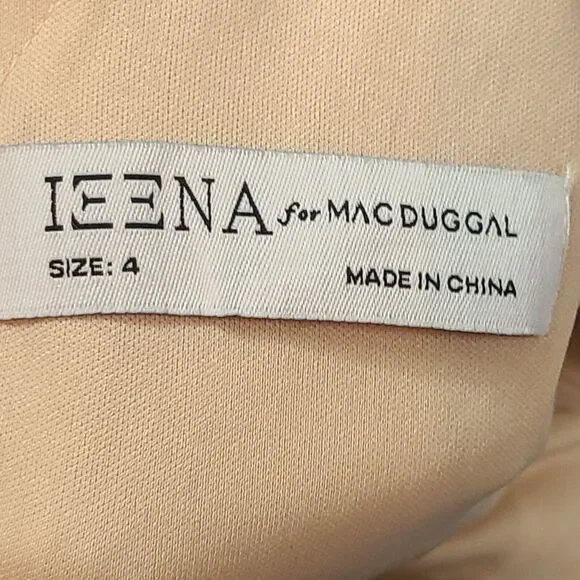 IEENA for MAC DUGGAL
SIZE: 4
MADE IN CHINA